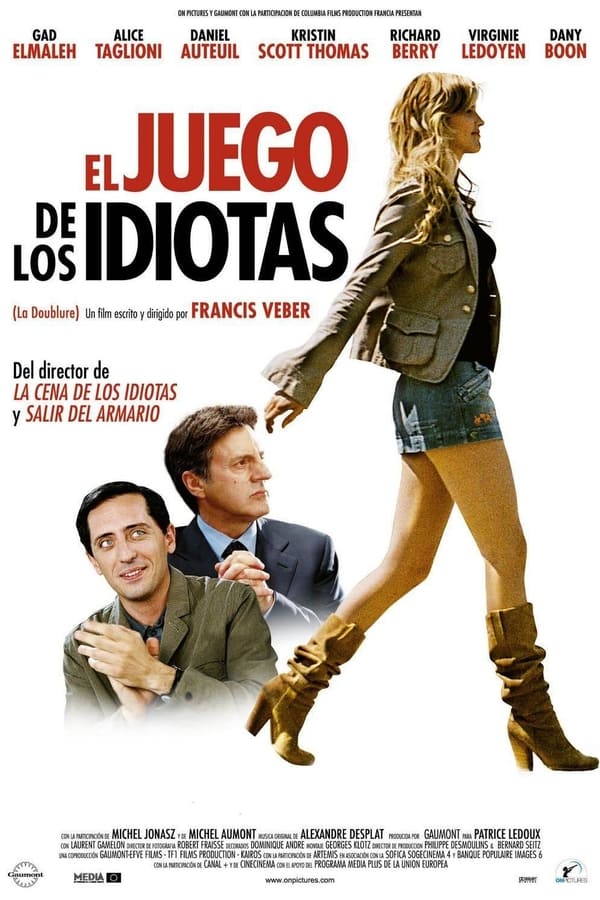 ON PICTURES Y GAUMONT CON LA PARTICIPACION DE COLUMBIA FILMS PRODUCTION FRANCIA PRESENTAN
GAD ELMALEH
ALICE TAGLIONI
DANIEL AUTEUIL
KRISTIN SCOTT THOMAS
RICHARD BERRY
VIRGINIE LEDOYEN
DANY BOON
EL JUEGO
DE LOS IDIOTAS
(La Doublure) Un film escrito y dirigido por FRANCIS VEBER
Del director de
LA CENA DE LOS IDIOTAS
y SALIR DEL ARMARIO
CON LA PARTICIPACIÓN DE MICHEL JONASZ Y DE MICHEL AUMONT MUSICA ORIGINAL DE ALEXANDRE DESPLAT PRODUCIDA POR GAUMONT PARA PATRICE LEDOUX
CON LAURENT GAMELON DIRECTOR DE FOTOGRAFIA ROBERT FRAISSE DECORADOS DOMINIQUE ANDRE MONTAJE GEORGES KLOTZ DIRECTOR DE PRODUCCION PHILIPPE DESMOULINS & BERNARD SEITZ
UNA COPRODUCCIÓN GAUMONT-EFVE FILMS - TF1 FILMS PRODUCTION - KAIROS CON LA PARTICIPACIÓN DE ARTEMIS EN ASOCIACIÓN CON LA SOFICA SOGECINEMA 4 Y BANQUE POPULAIRE IMAGES 6
CON LA PARTICIPACIÓN DE CANAL + Y DE CINECINEMA CON EL APOYO DEL PROGRAMA MEDIA PLUS DE LA UNION EUROPEA
Gaumont
MEDIA
www.onpictures.com
DOLBY
ONPICTURES